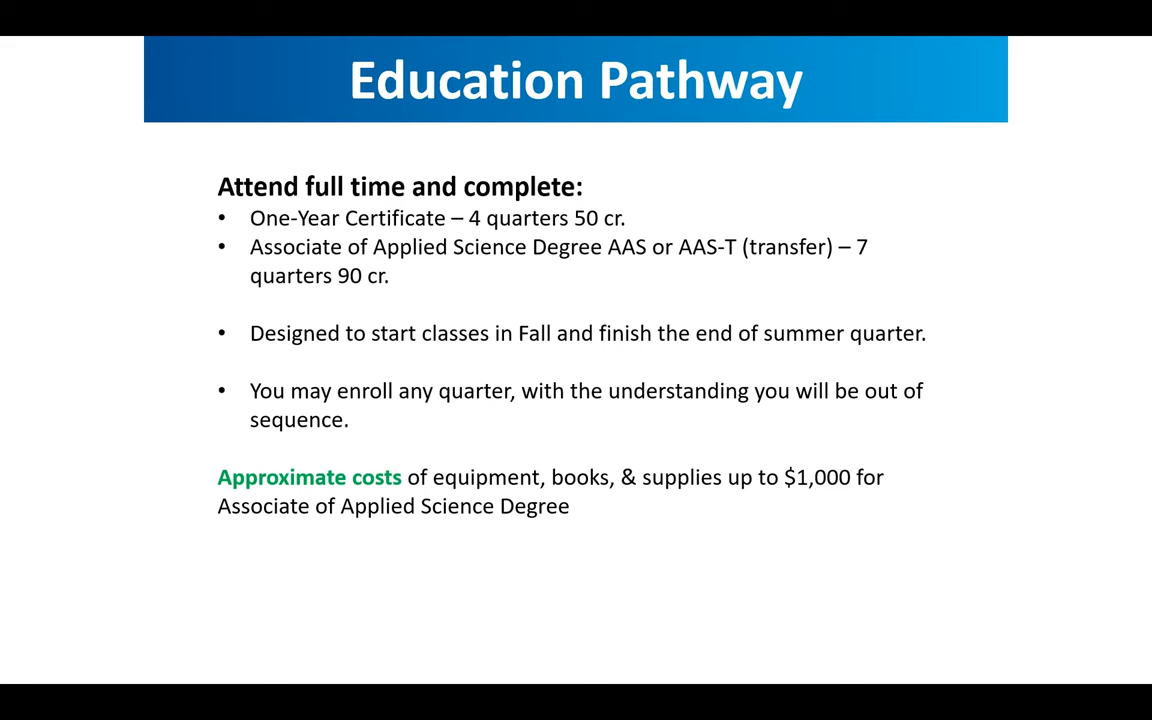 Education Pathway
Attend full time and complete:
• One-Year Certificate – 4 quarters 50 cr.
• Associate of Applied Science Degree AAS or AAS-T (transfer) – 7
quarters 90 cr.
• Designed to start classes in Fall and finish the end of summer quarter.
• You may enroll any quarter, with the understanding you will be out of
sequence.
Approximate costs of equipment, books, & supplies up to $1,000 for
Associate of Applied Science Degree